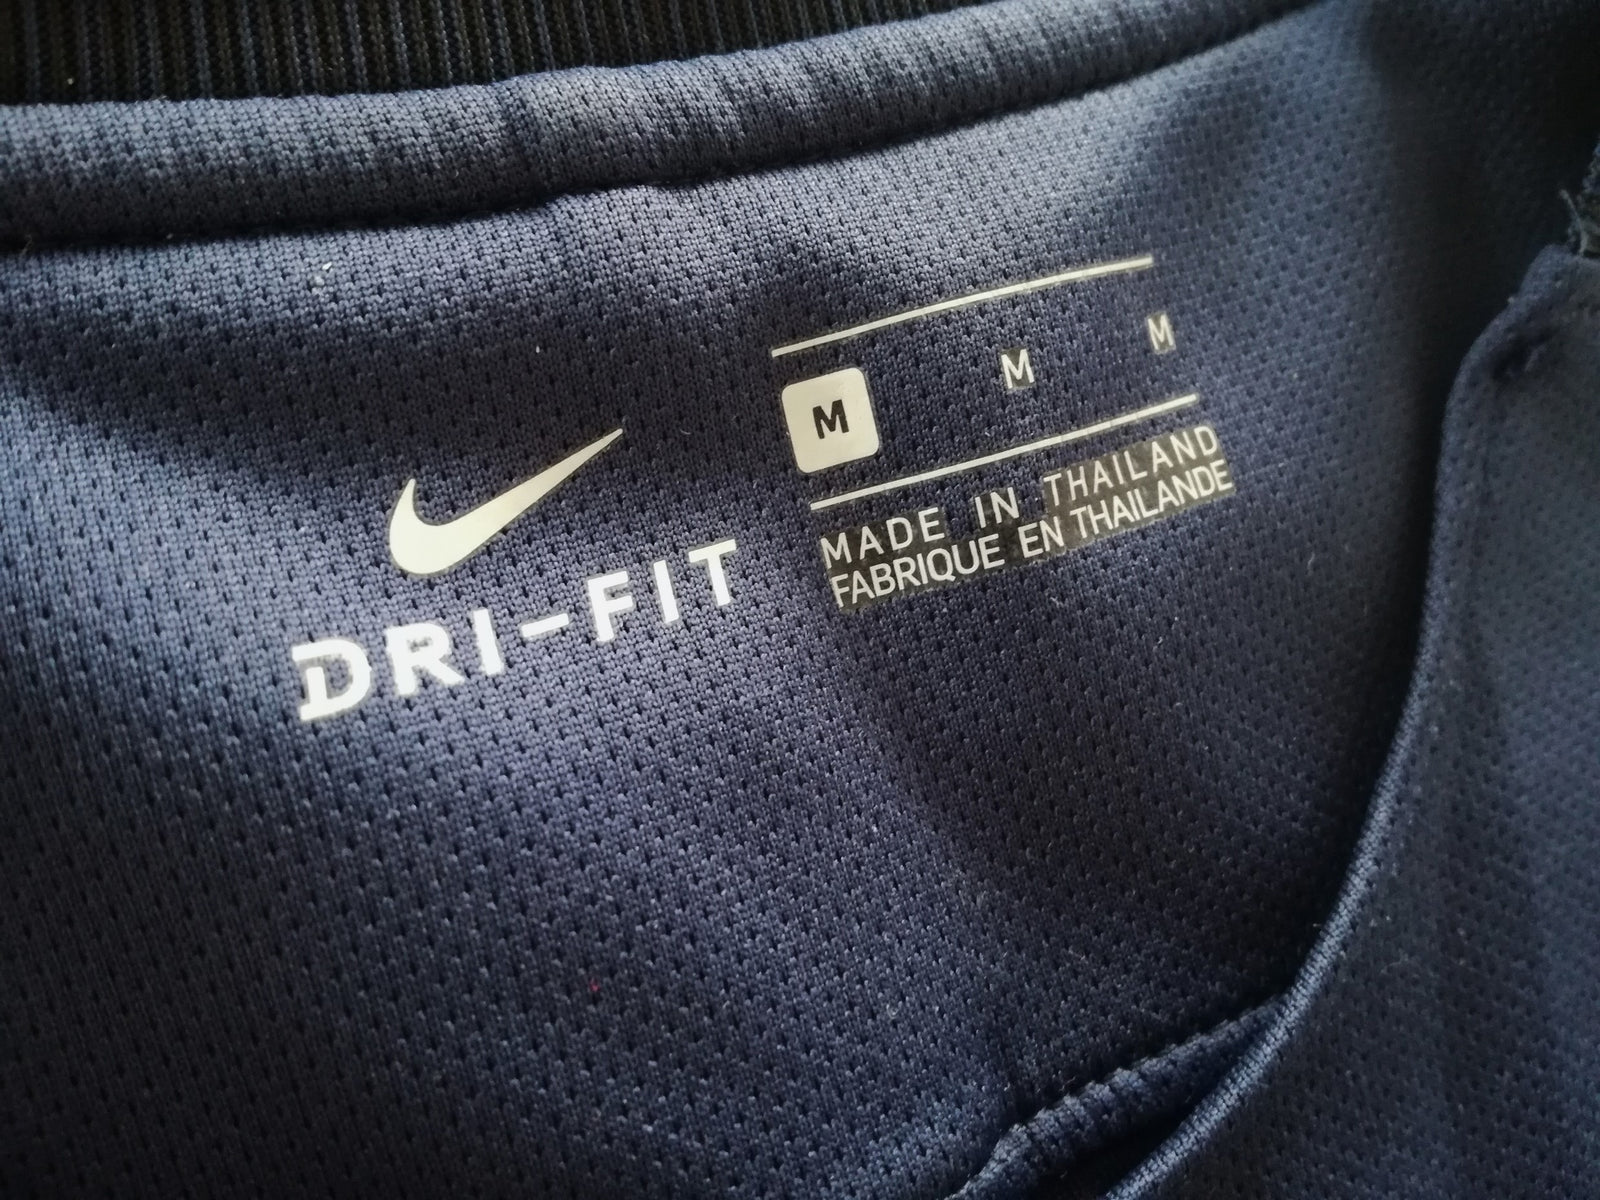 DRI-FIT
M M M
MADE IN THAILAND
FABRIQUE EN THAILANDE